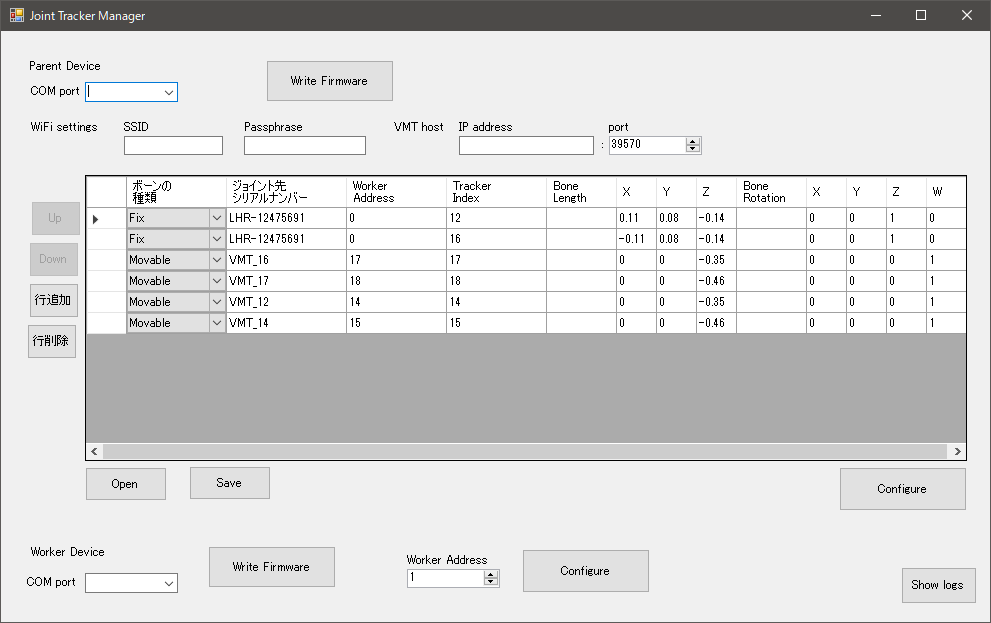 Joint Tracker Manager
Parent Device
COM port
Write Firmware
WiFi settings SSID Passphrase VMT host IP address port
: 39570
ボーンの種類 ジョイント先シリアルナンバー Worker Address Tracker Index Bone Length X Y Z Bone Rotation X Y Z W
Fix LHR-12475691 0 12 0.11 0.08 -0.14 0 0 1 0
Fix LHR-12475691 0 16 -0.11 0.08 -0.14 0 0 1 0
Movable VMT_16 17 17 0 0 -0.35 0 0 0 1
Movable VMT_17 18 18 0 0 -0.46 0 0 0 1
Movable VMT_12 14 14 0 0 -0.35 0 0 0 1
Movable VMT_14 15 15 0 0 -0.46 0 0 0 1
Up
Down
行追加
行削除
Open Save Configure
Worker Device
COM port
Write Firmware
Worker Address
1
Configure
Show logs